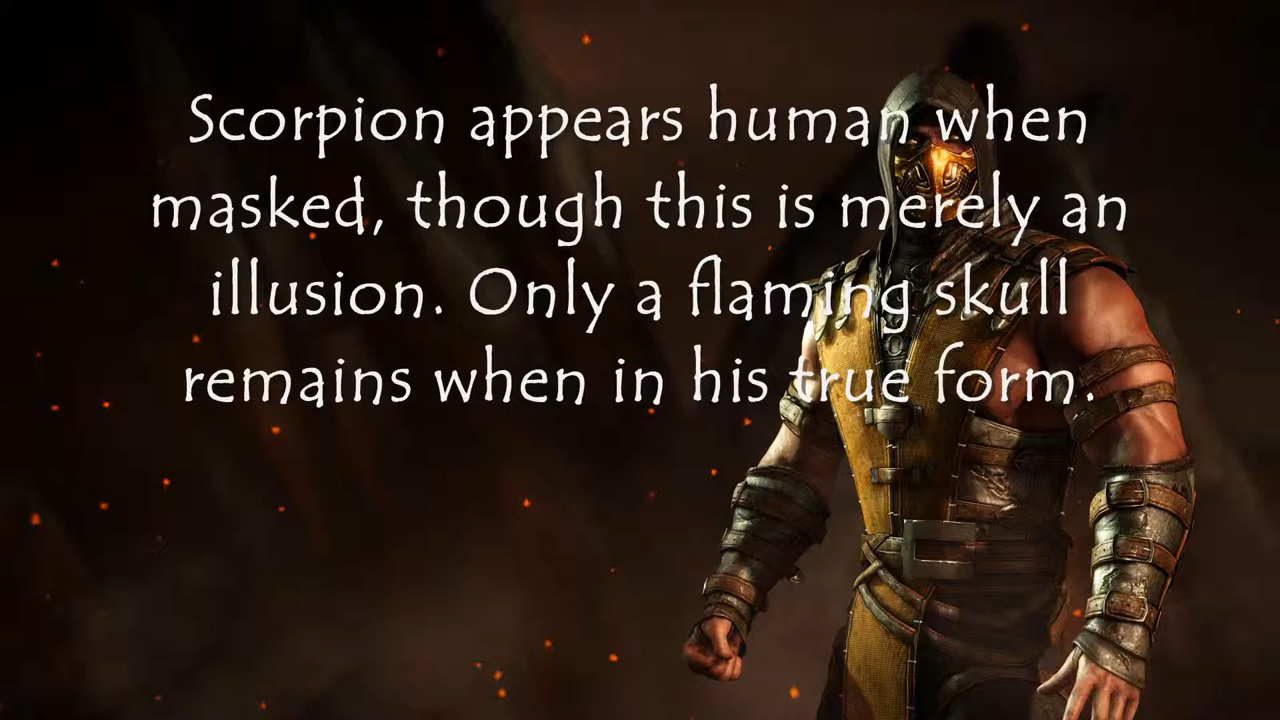 Scorpion appears human when
masked, though this is merely an
illusion. Only a flaming skull
remains when in his true form.